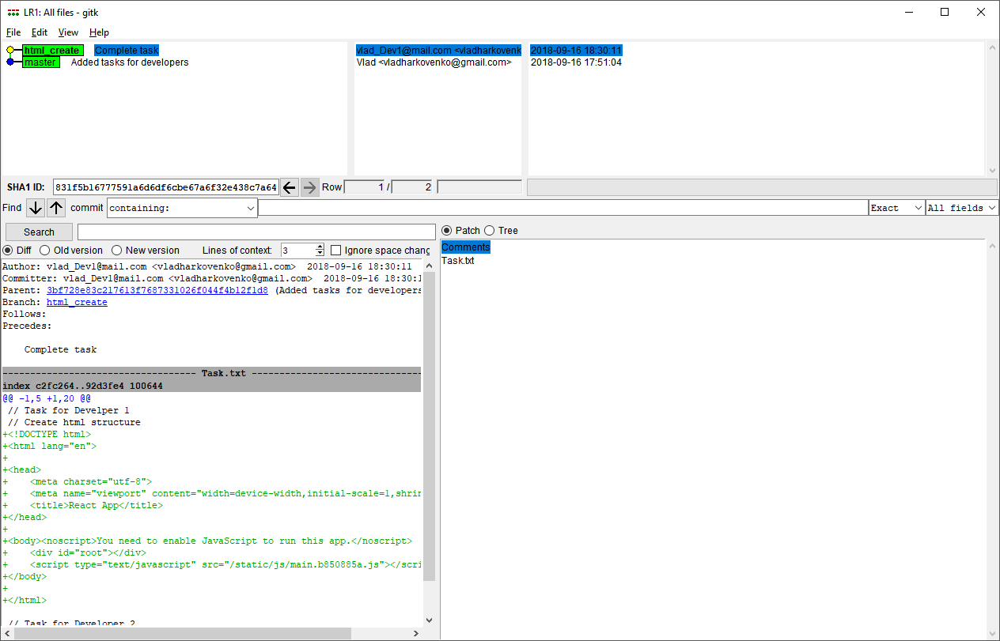 LR1: All files - gitk
File Edit View Help
html_create Complete task vlad_Dev1@mail.com <vladharkovenk 2018-09-16 18:30:11
master Added tasks for developers Vlad <vladharkovenko@gmail.com> 2018-09-16 17:51:04
SHA1 ID: 831f5b1677759la6d6df6cbe67a6f32e438c7a64 Row 1 / 2
Find commit containing: Exact All fields
Search Patch Tree
Diff Old version New version Lines of context: 3 Ignore space chang
Comments
Task.txt
Author: vlad_Dev1@mail.com <vladharkovenko@gmail.com> 2018-09-16 18:30:11
Committer: vlad_Dev1@mail.com <vladharkovenko@gmail.com> 2018-09-16 18:30:1
Parent: 3bf728e83c217613f7687331026f044f4b12f1d8 (Added tasks for developers
Branch: html_create
Follows:
Precedes:
Complete task
----------------------------------- Task.txt -------------------------------
index c2fc264..92d3fe4 100644
@@ -1,5 +1,20 @@
// Task for Develper 1
// Create html structure
+<!DOCTYPE html>
+<html lang="en">
+
+<head>
+    <meta charset="utf-8">
+    <meta name="viewport" content="width=device-width,initial-scale=1,shrin
+    <title>React App</title>
+</head>
+
+<body><noscript>You need to enable JavaScript to run this app.</noscript>
+    <div id="root"></div>
+    <script type="text/javascript" src="/static/js/main.b850885a.js"></scri
+</body>
+
+</html>
// Task for Developer 2